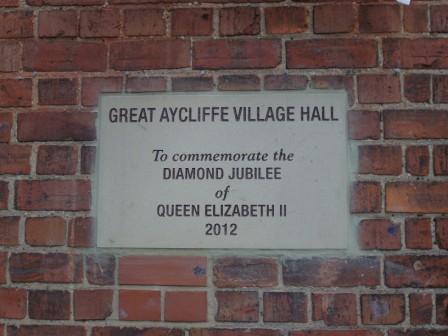 GREAT AYCLIFFE VILLAGE HALL
To commemorate the
DIAMOND JUBILEE
of
QUEEN ELIZABETH II
2012